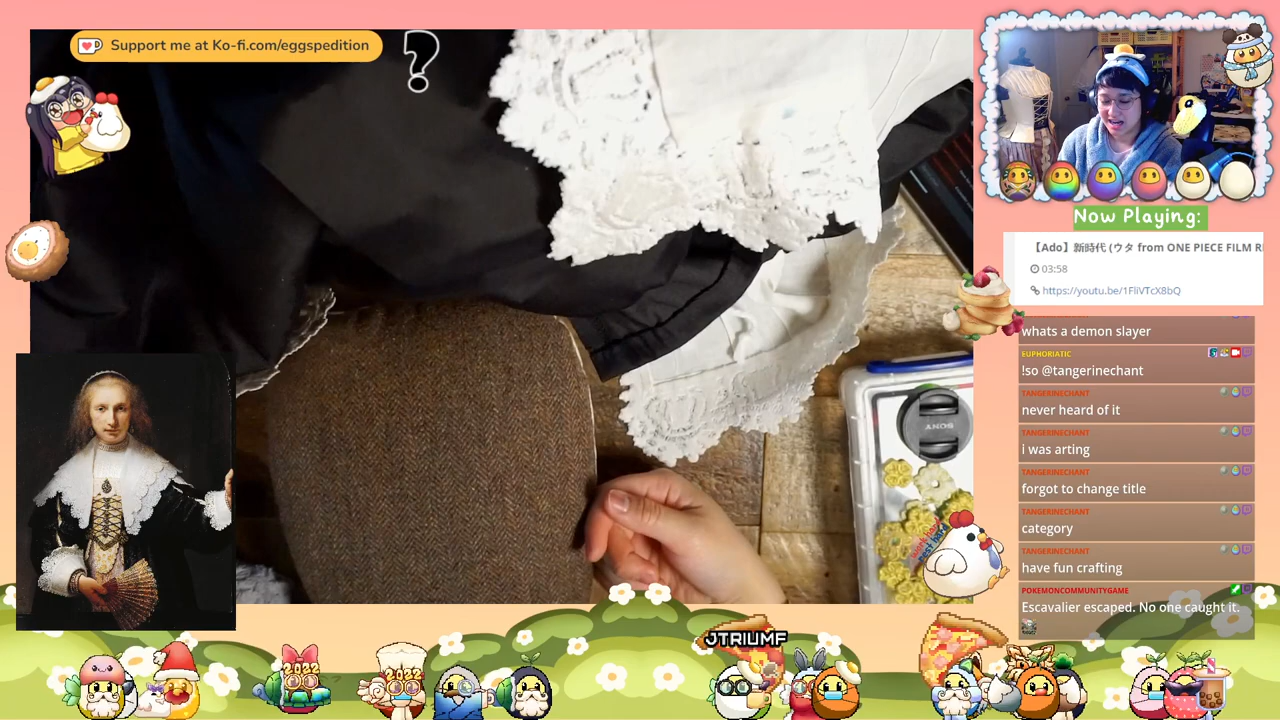 Support me at Ko-fi.com/eggspedition
?
Now Playing:
【Ado】新時代 (ウタ from ONE PIECE FILM R
03:58
https://youtu.be/1FliVTcX8bQ
whats a demon slayer
EUPHORIATIC
!so @tangerinechant
TANGERINECHANT
never heard of it
TANGERINECHANT
i was arting
TANGERINECHANT
forgot to change title
TANGERINECHANT
category
TANGERINECHANT
have fun crafting
POKEMONCOMMUNITYGAME
Escavalier escaped. No one caught it.
JTRIUMF
2022
2022